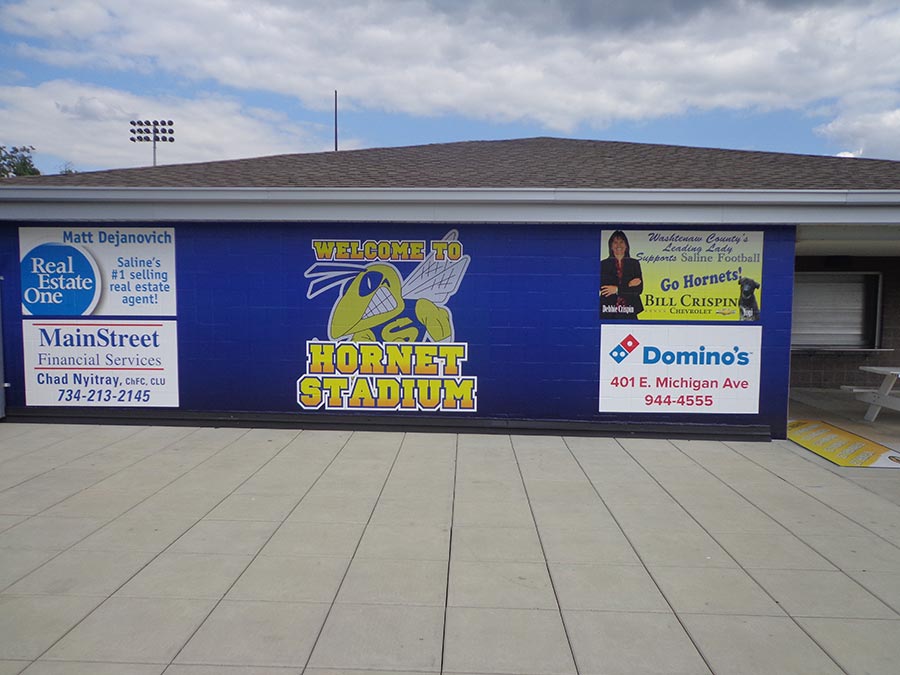 Matt Dejanovich
Real
Estate
One
Saline's
#1 selling
real estate
agent!
MainStreet
Financial Services
Chad Nyitray, ChFC, CLU
734-213-2145
WELCOME TO
S
HORNET
STADIUM
Washtenaw County's
Leading Lady
Supports Saline Football
Go Hornets!
BILL CRISPIN
CHEVROLET
Debbie Crispin
Yogi
Domino's
401 E. Michigan Ave
944-4555